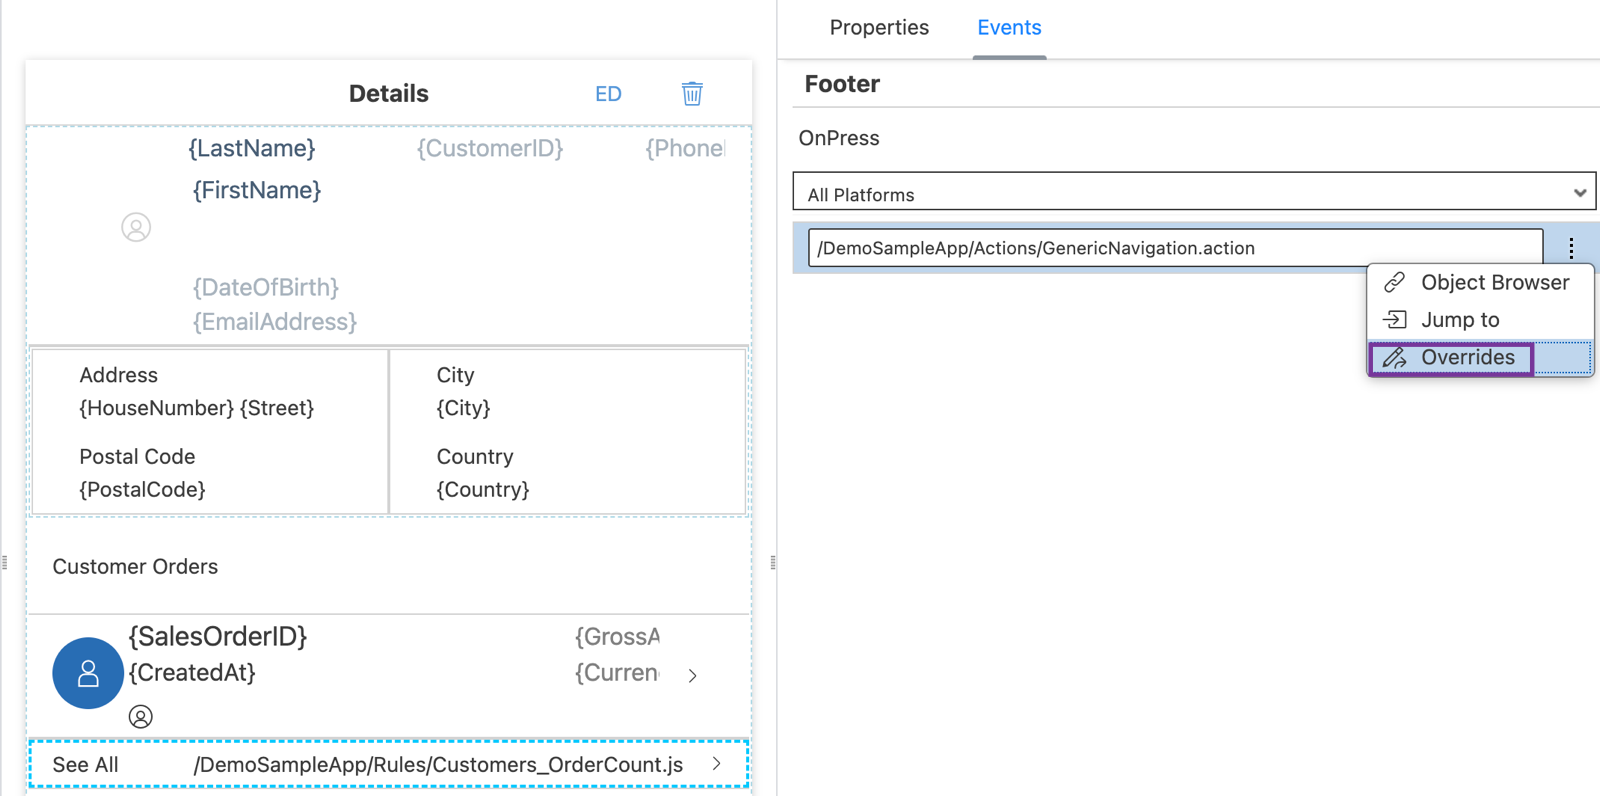 Properties
Events
Details
ED
Footer
OnPress
All Platforms
/DemoSampleApp/Actions/GenericNavigation.action
Object Browser
Jump to
Overrides
{LastName}
{CustomerID}
{Phone
{FirstName}
{DateOfBirth}
{EmailAddress}
Address
{HouseNumber} {Street}
Postal Code
{PostalCode}
City
{City}
Country
{Country}
Customer Orders
{SalesOrderID}
{GrossA
{CreatedAt}
{Curren
See All
/DemoSampleApp/Rules/Customers_OrderCount.js